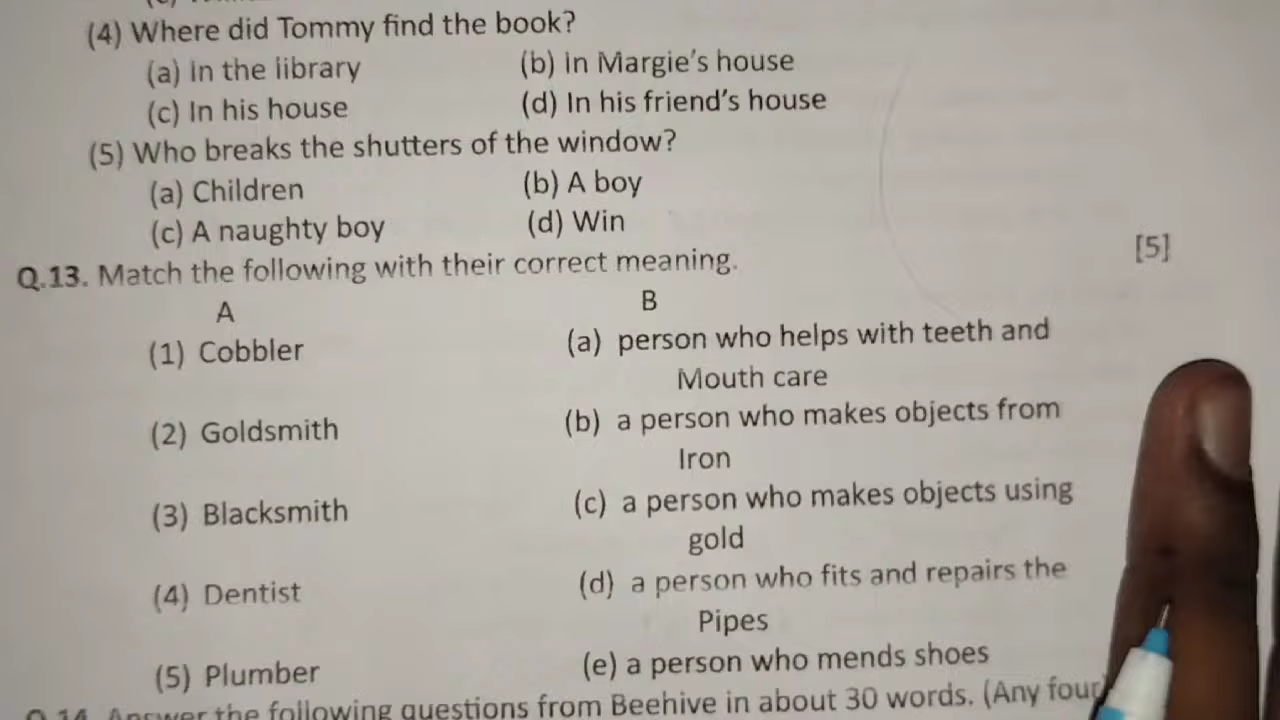 (4) Where did Tommy find the book?
(a) In the iibrary (b) in Margie's house
(c) In his house (d) In his friend's house
(5) Who breaks the shutters of the window?
(a) Children (b) A boy
(c) A naughty boy (d) Win
Q.13. Match the following with their correct meaning. [5]
A B
(1) Cobbler (a) person who helps with teeth and
Mouth care
(2) Goldsmith (b) a person who makes objects from
Iron
(3) Blacksmith (c) a person who makes objects using
gold
(4) Dentist (d) a person who fits and repairs the
Pipes
(5) Plumber (e) a person who mends shoes
Q.14. Answer the following questions from Beehive in about 30 words. (Any four